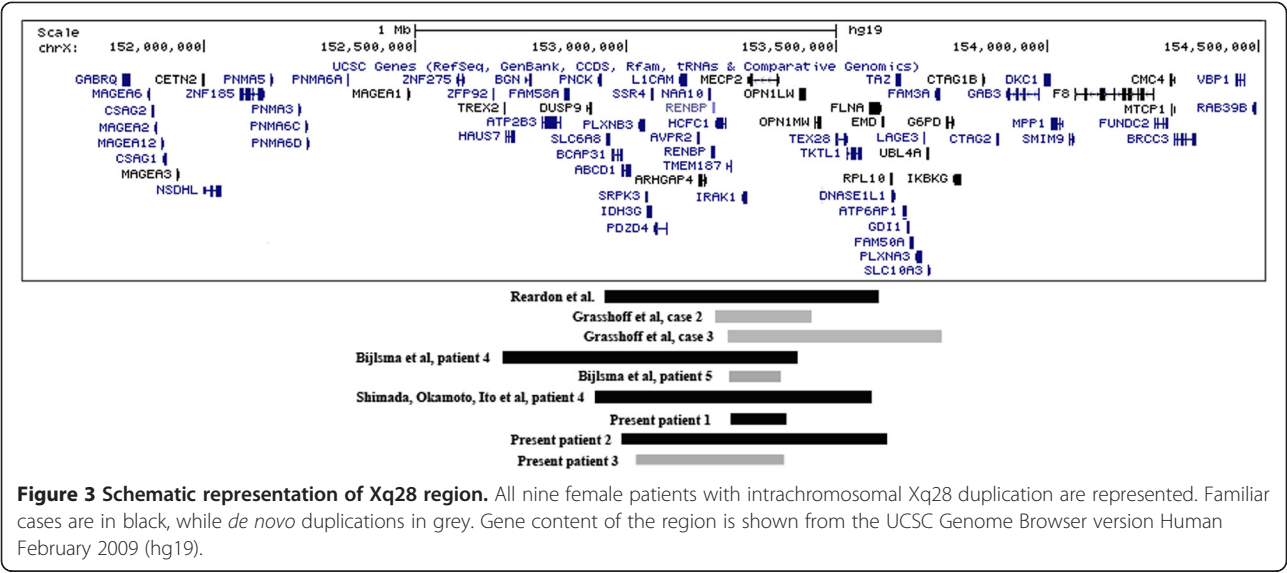 Scale 1 Mb hg19
chrX: 152,000,000 152,500,000 153,000,000 153,500,000 154,000,000 154,500,000
UCSC Genes (RefSeq, GenBank, CCDS, Rfam, tRNAs & Comparative Genomics)
GABRQ CETN2 PNMA5 PNMA6A ZNF275 BGN PNCK L1CAM MECP2 TAZ CTAG1B DKC1 CMC4 VBP1
MAGEA6 ZNF185 MAGEA1 ZFP92 FAM58A SSR4 NAA10 OPN1LW FAM3A GAB3 F8 RAB39B
CSAG2 PNMA3 TREX2 DUSP9 RENBP FLNA MTCP1
MAGEA2 PNMA6C ATP2B3 PLXNB3 HCFC1 OPN1MW EMD G6PD MPP1 FUNDC2
MAGEA12 PNMA6D HAUS7 SLC6A8 AVPR2 TEX28 LAGE3 CTAG2 SMIM9 BRCC3
CSAG1 BCAP31 RENBP TKTL1 UBL4A
MAGEA3 ABCD1 TMEM187
ARHGAP4 RPL10 IKBKG
NSDHL SRPK3 IRAK1 DNASE1L1
IDH3G ATP6AP1
PDZD4 GDI1
FAM50A
PLXNA3
SLC10A3
Reardon et al.
Grasshoff et al, case 2
Grasshoff et al, case 3
Bijlsma et al, patient 4
Bijlsma et al, patient 5
Shimada, Okamoto, Ito et al, patient 4
Present patient 1
Present patient 2
Present patient 3
Figure 3 Schematic representation of Xq28 region. All nine female patients with intrachromosomal Xq28 duplication are represented. Familiar
cases are in black, while de novo duplications in grey. Gene content of the region is shown from the UCSC Genome Browser version Human
February 2009 (hg19).